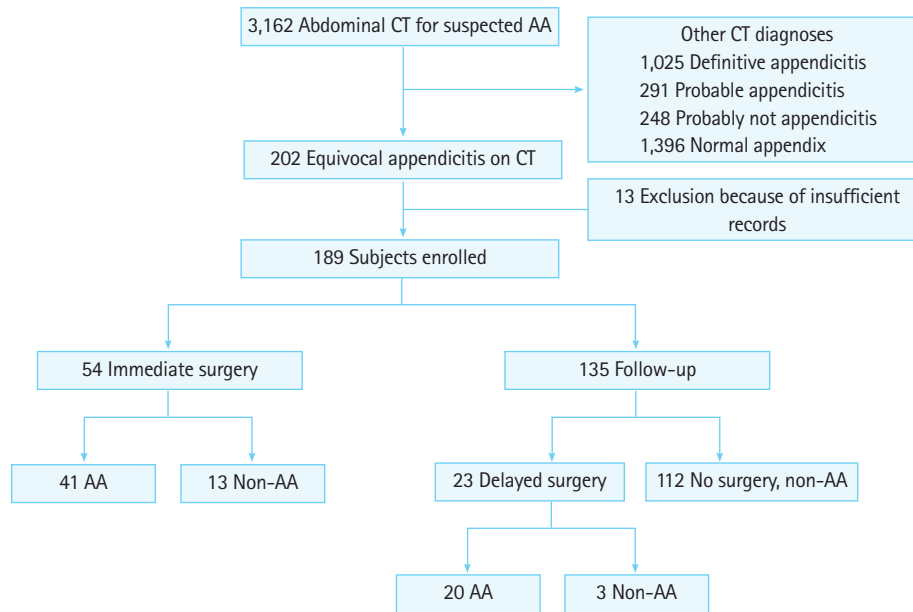 3,162 Abdominal CT for suspected AA
Other CT diagnoses
1,025 Definitive appendicitis
291 Probable appendicitis
248 Probably not appendicitis
1,396 Normal appendix
202 Equivocal appendicitis on CT
13 Exclusion because of insufficient
records
189 Subjects enrolled
54 Immediate surgery
135 Follow-up
41 AA
13 Non-AA
23 Delayed surgery
112 No surgery, non-AA
20 AA
3 Non-AA